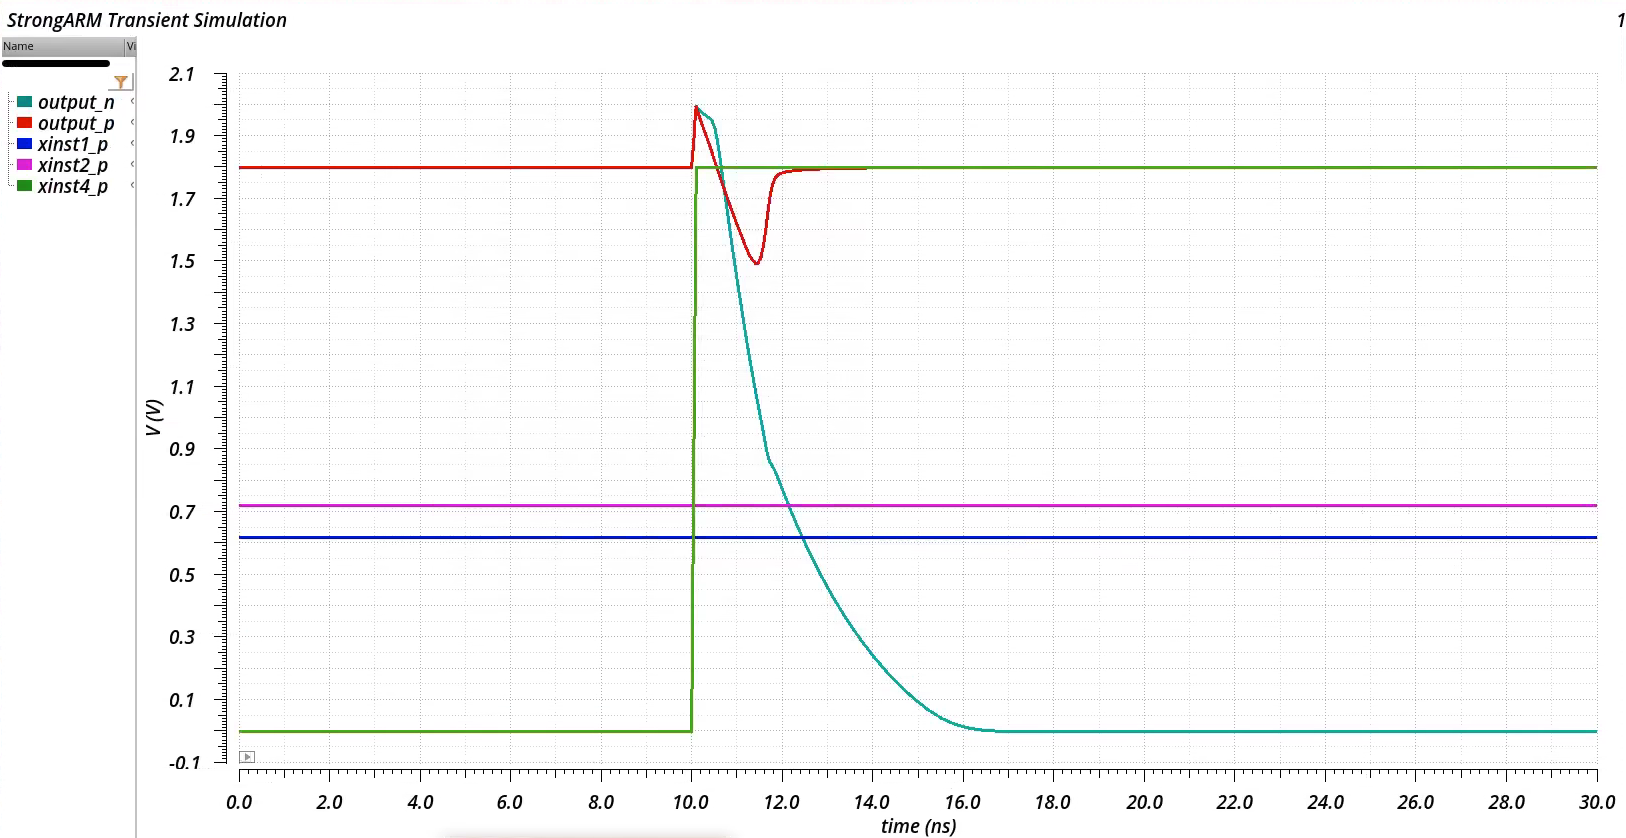 StrongARM Transient Simulation 1
Name Vi
output_n
output_p
xinst1_p
xinst2_p
xinst4_p
2.1
1.9
1.7
1.5
1.3
1.1
0.9
0.7
0.5
0.3
0.1
-0.1
V (V)
0.0 2.0 4.0 6.0 8.0 10.0 12.0 14.0 16.0 18.0 20.0 22.0 24.0 26.0 28.0 30.0
time (ns)